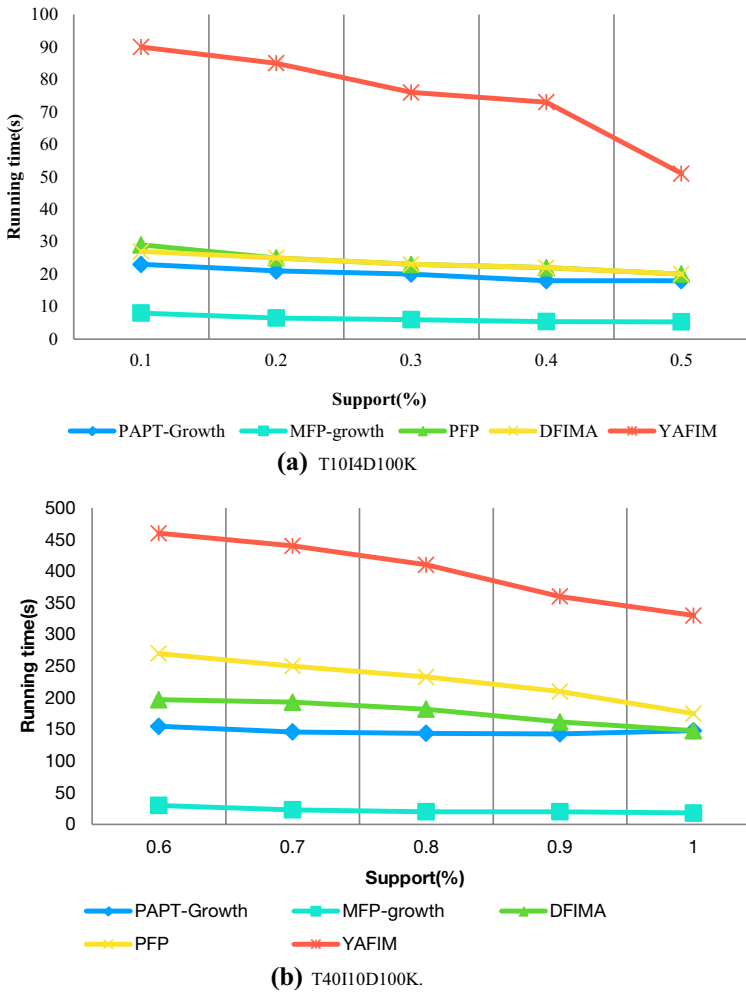 100
90
80
70
60
50
40
30
20
10
0
Running time(s)
0.1 0.2 0.3 0.4 0.5
Support(%)
PAPT-Growth MFP-growth PFP DFIMA YAFIM
(a) T10I4D100K
500
450
400
350
300
250
200
150
100
50
0
Running time(s)
0.6 0.7 0.8 0.9 1
Support(%)
PAPT-Growth MFP-growth DFIMA
PFP YAFIM
(b) T40I10D100K.